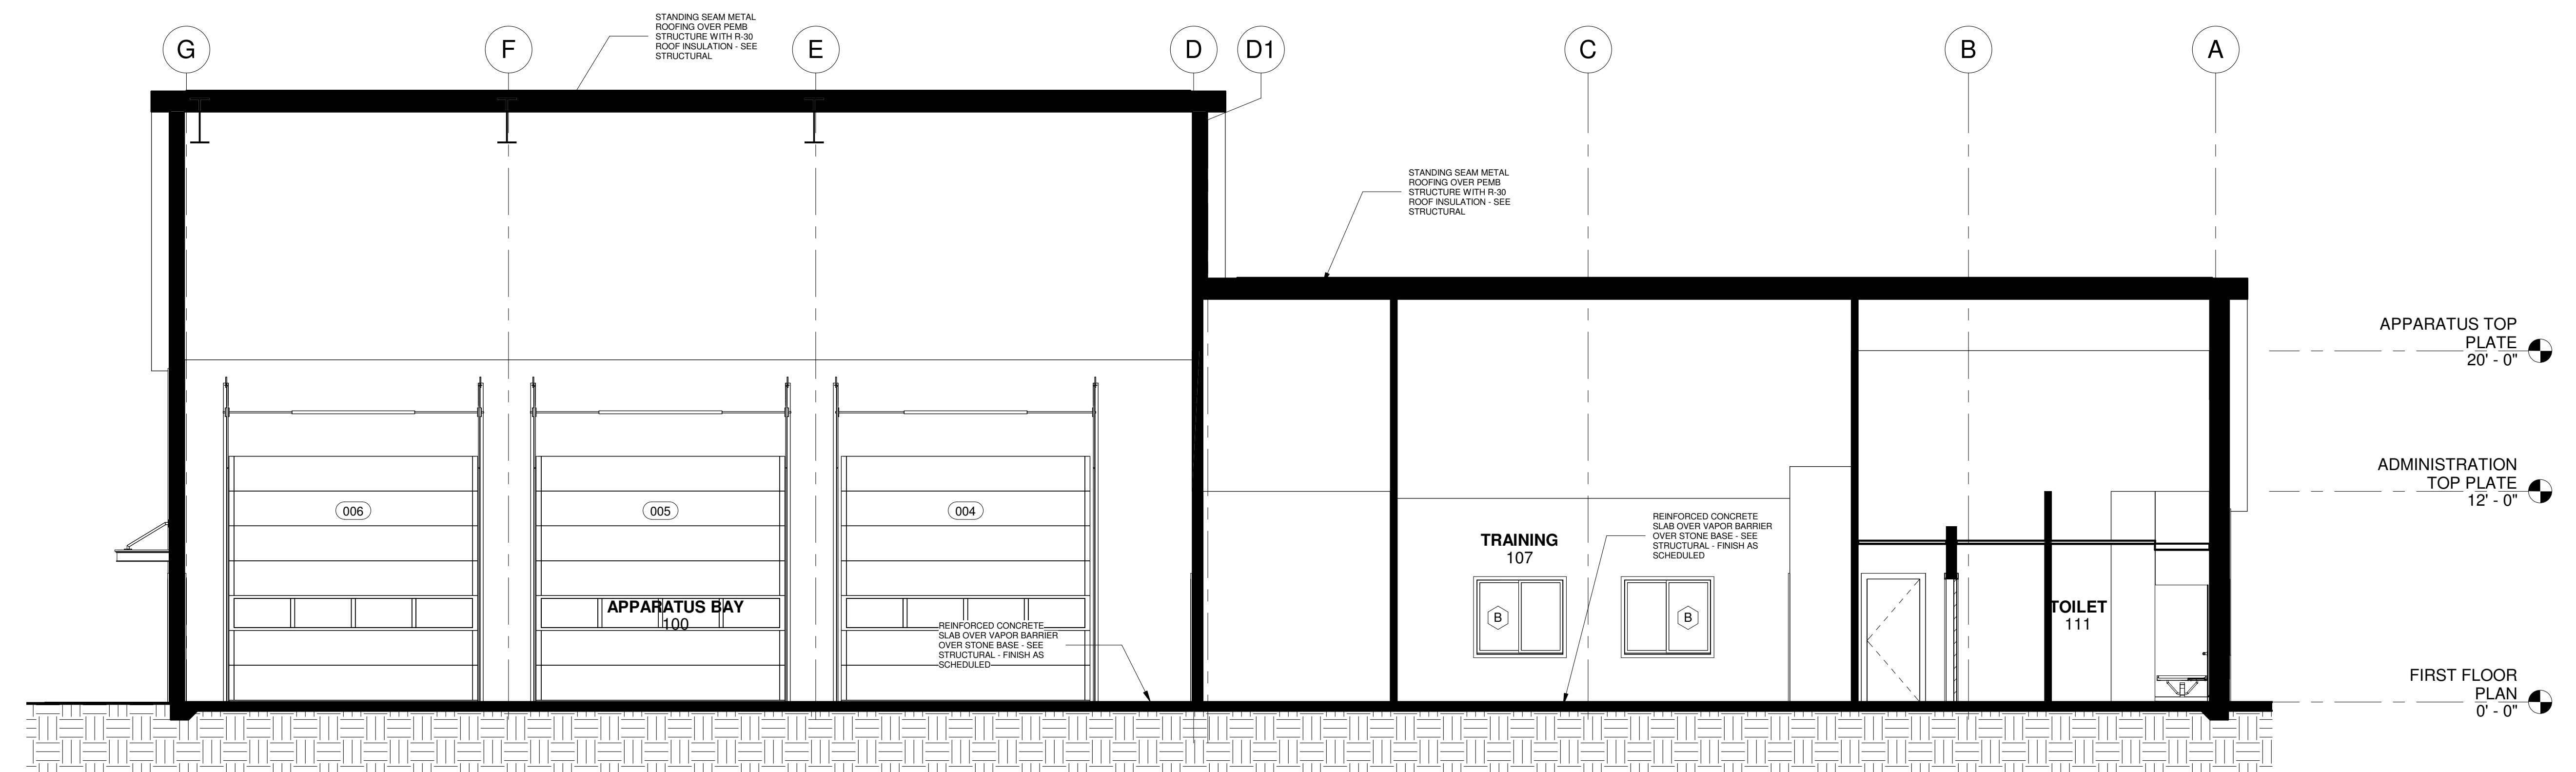 G
F
E
D
D1
C
B
A
STANDING SEAM METAL
ROOFING OVER PEMB
STRUCTURE WITH R-30
ROOF INSULATION - SEE
STRUCTURAL
STANDING SEAM METAL
ROOFING OVER PEMB
STRUCTURE WITH R-30
ROOF INSULATION - SEE
STRUCTURAL
APPARATUS TOP
PLATE
20' - 0"
ADMINISTRATION
TOP PLATE
12' - 0"
FIRST FLOOR
PLAN
0' - 0"
006
005
004
APPARATUS BAY
100
REINFORCED CONCRETE
SLAB OVER VAPOR BARRIER
OVER STONE BASE - SEE
STRUCTURAL - FINISH AS
SCHEDULED
TRAINING
107
B
B
REINFORCED CONCRETE
SLAB OVER VAPOR BARRIER
OVER STONE BASE - SEE
STRUCTURAL - FINISH AS
SCHEDULED
TOILET
111